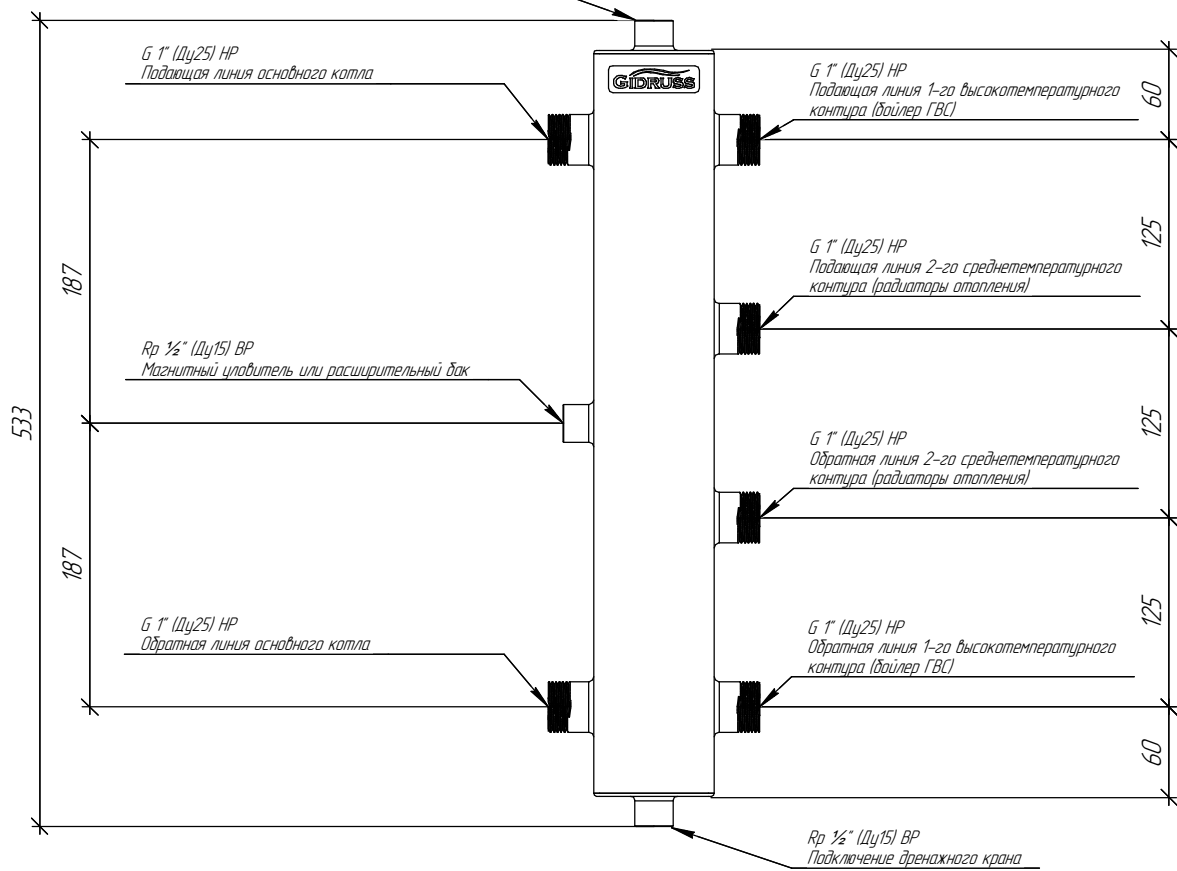 G 1" (Ду25) НР
Подающая линия основного котла
GIDRUSS
G 1" (Ду25) НР
Подающая линия 1-го высокотемпературного
контура (бойлер ГВС)
60
125
G 1" (Ду25) НР
Подающая линия 2-го среднетемпературного
контура (радиаторы отопления)
187
Rp ½" (Ду15) ВР
Магнитный уловитель или расширительный бак
533
125
G 1" (Ду25) НР
Обратная линия 2-го среднетемпературного
контура (радиаторы отопления)
187
125
G 1" (Ду25) НР
Обратная линия основного котла
G 1" (Ду25) НР
Обратная линия 1-го высокотемпературного
контура (бойлер ГВС)
60
Rp ½" (Ду15) ВР
Подключение дренажного крана